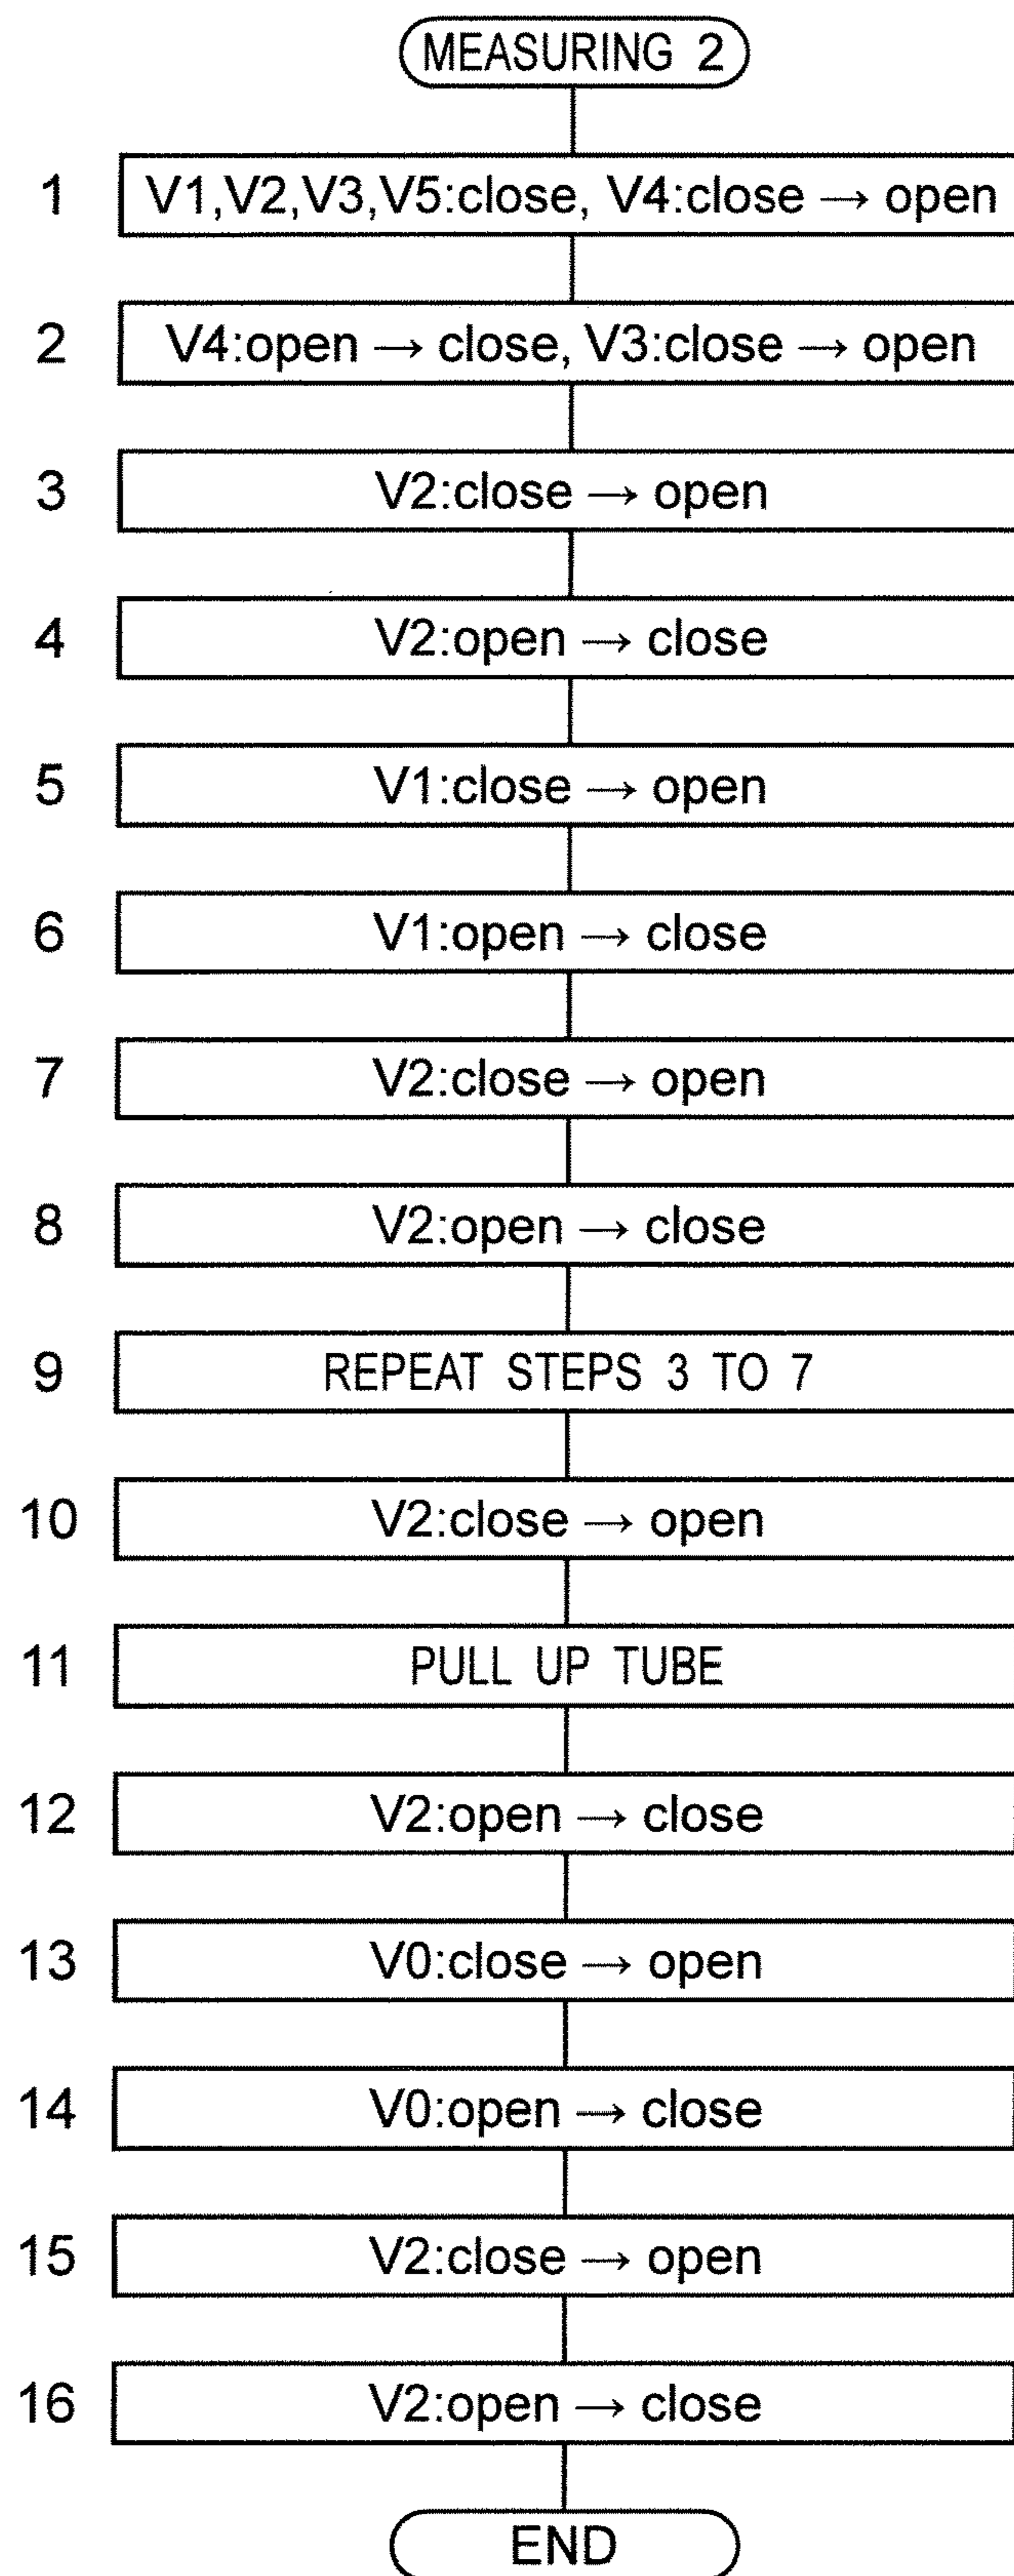 MEASURING 2
1 V1,V2,V3,V5:close, V4:close → open
2 V4:open → close, V3:close → open
3 V2:close → open
4 V2:open → close
5 V1:close → open
6 V1:open → close
7 V2:close → open
8 V2:open → close
9 REPEAT STEPS 3 TO 7
10 V2:close → open
11 PULL UP TUBE
12 V2:open → close
13 V0:close → open
14 V0:open → close
15 V2:close → open
16 V2:open → close
END